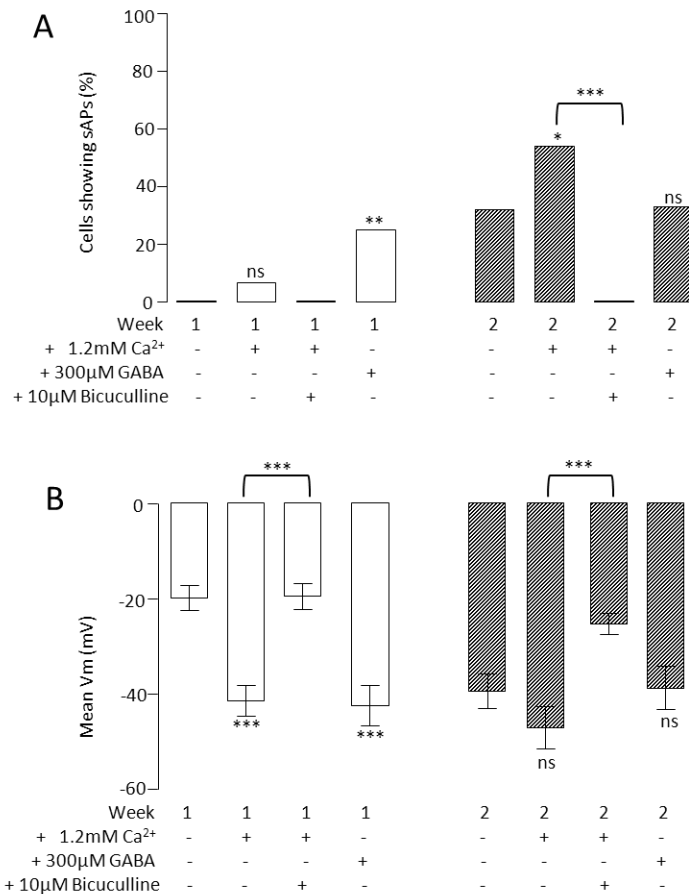 A
Cells showing sAPs (%)
100
80
60
40
20
0
ns
**
*
***
ns
Week 1 1 1 1 2 2 2 2
+ 1.2mM Ca²⁺ - + + - - + + -
+ 300µM GABA - - - + - - - +
+ 10µM Bicuculline - - + - - - + -
B
Mean Vm (mV)
0
-20
-40
-60
***
***
***
***
ns
ns
Week 1 1 1 1 2 2 2 2
+ 1.2mM Ca²⁺ - + + - - + + -
+ 300µM GABA - - - + - - - +
+ 10µM Bicuculline - - + - - - + -